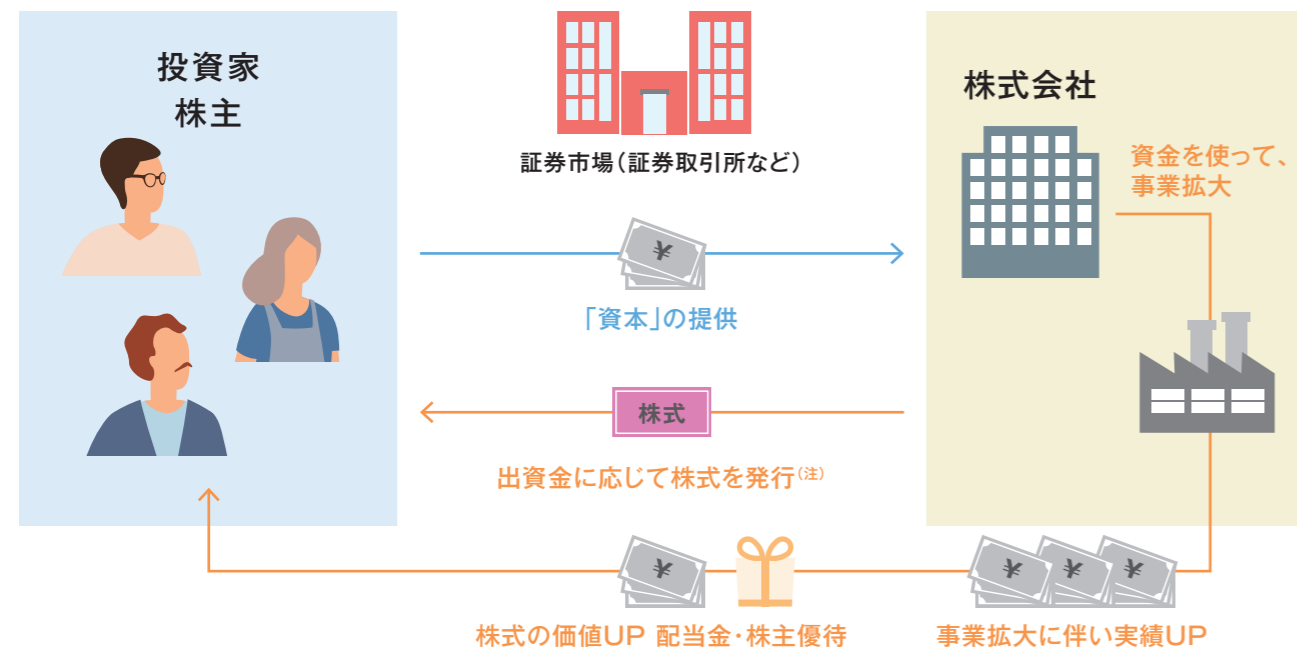 投資家
株主
証券市場（証券取引所など）
株式会社
資金を使って、
事業拡大
¥
「資本」の提供
株式
出資金に応じて株式を発行(注)
¥
¥ ¥ ¥
株式の価値UP 配当金・株主優待
事業拡大に伴い実績UP